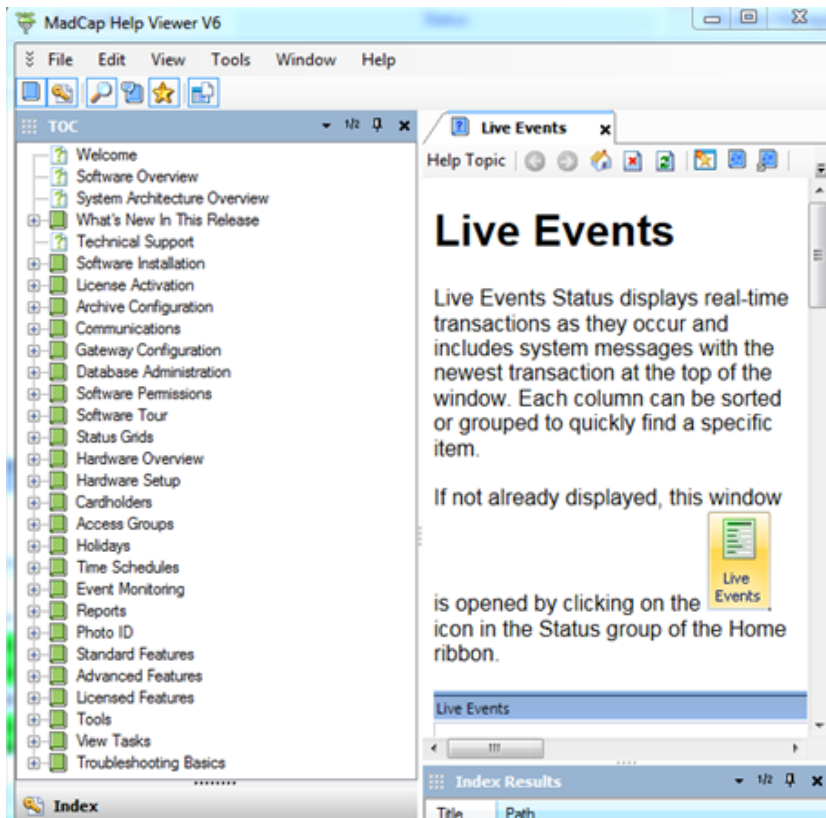 MadCap Help Viewer V6
File Edit View Tools Window Help
TOC
1/2
Welcome
Software Overview
System Architecture Overview
What's New In This Release
Technical Support
Software Installation
License Activation
Archive Configuration
Communications
Gateway Configuration
Database Administration
Software Permissions
Software Tour
Status Grids
Hardware Overview
Hardware Setup
Cardholders
Access Groups
Holidays
Time Schedules
Event Monitoring
Reports
Photo ID
Standard Features
Advanced Features
Licensed Features
Tools
View Tasks
Troubleshooting Basics
Index
Live Events
Help Topic
Live Events
Live Events Status displays real-time
transactions as they occur and
includes system messages with the
newest transaction at the top of the
window. Each column can be sorted
or grouped to quickly find a specific
item.
If not already displayed, this window
Live
Events
is opened by clicking on the .
icon in the Status group of the Home
ribbon.
Live Events
Index Results
1/2
Title Path